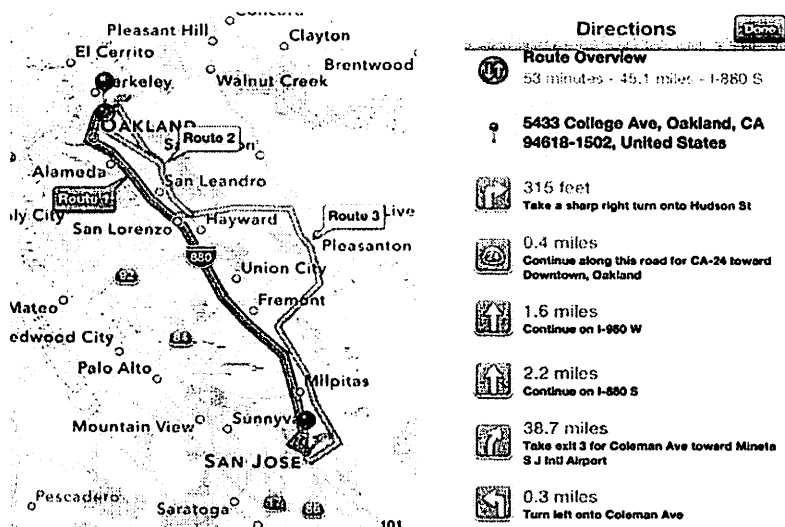 Pleasant Hill
Clayton
El Cerrito
Brentwood
Walnut Creek
OAKLAND
Route 2
Alameda
San Leandro
Route 1
Hayward
Route 3
San Lorenzo
Pleasanton
880
Union City
92
Fremont
Mateo
edwood City
84
Palo Alto
Milpitas
Mountain View
Sunnyva
SAN JOSE
Pescadero
Saratoga
101
Directions
Done
Route Overview
53 minutes - 45.1 miles - I-880 S
5433 College Ave, Oakland, CA
94618-1502, United States
315 feet
Take a sharp right turn onto Hudson St
0.4 miles
Continue along this road for CA-24 toward
Downtown, Oakland
1.6 miles
Continue on I-980 W
2.2 miles
Continue on I-880 S
38.7 miles
Take exit 3 for Coleman Ave toward Mineta
S J Intl Airport
0.3 miles
Turn left onto Coleman Ave